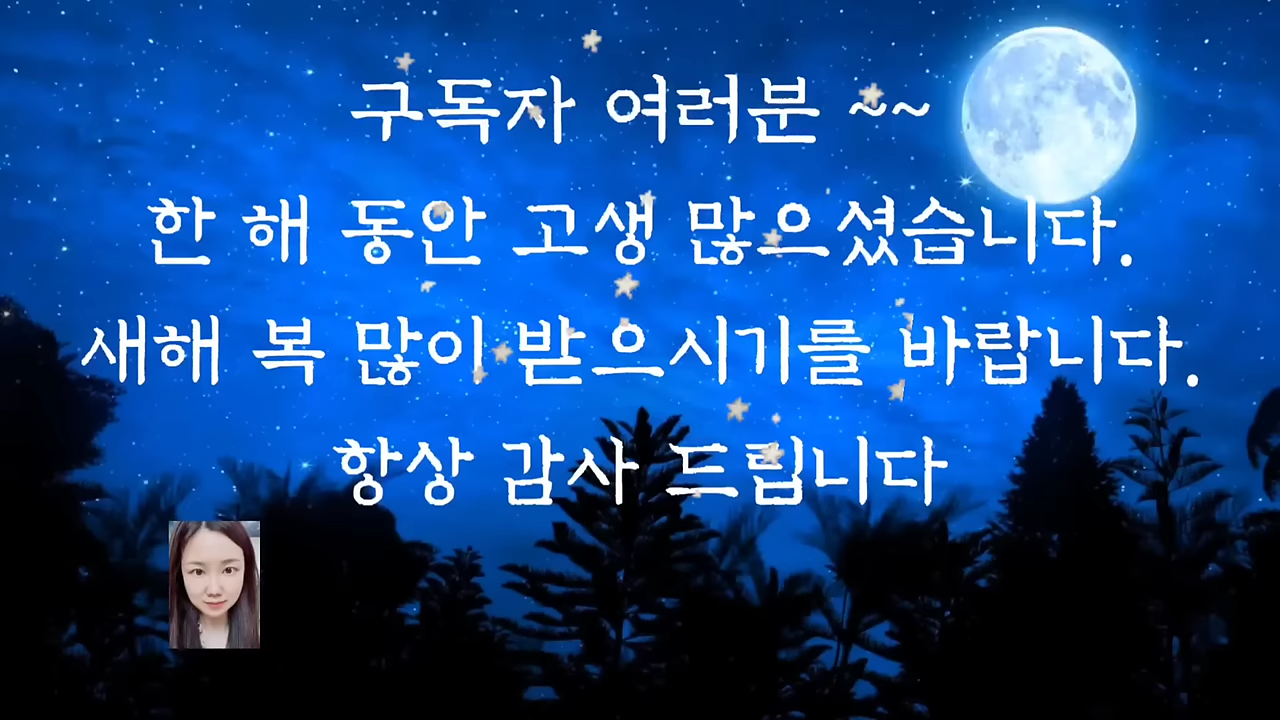 구독자 여러분 ~~
한 해 동안 고생 많으셨습니다.
새해 복 많이 받으시기를 바랍니다.
항상 감사 드립니다